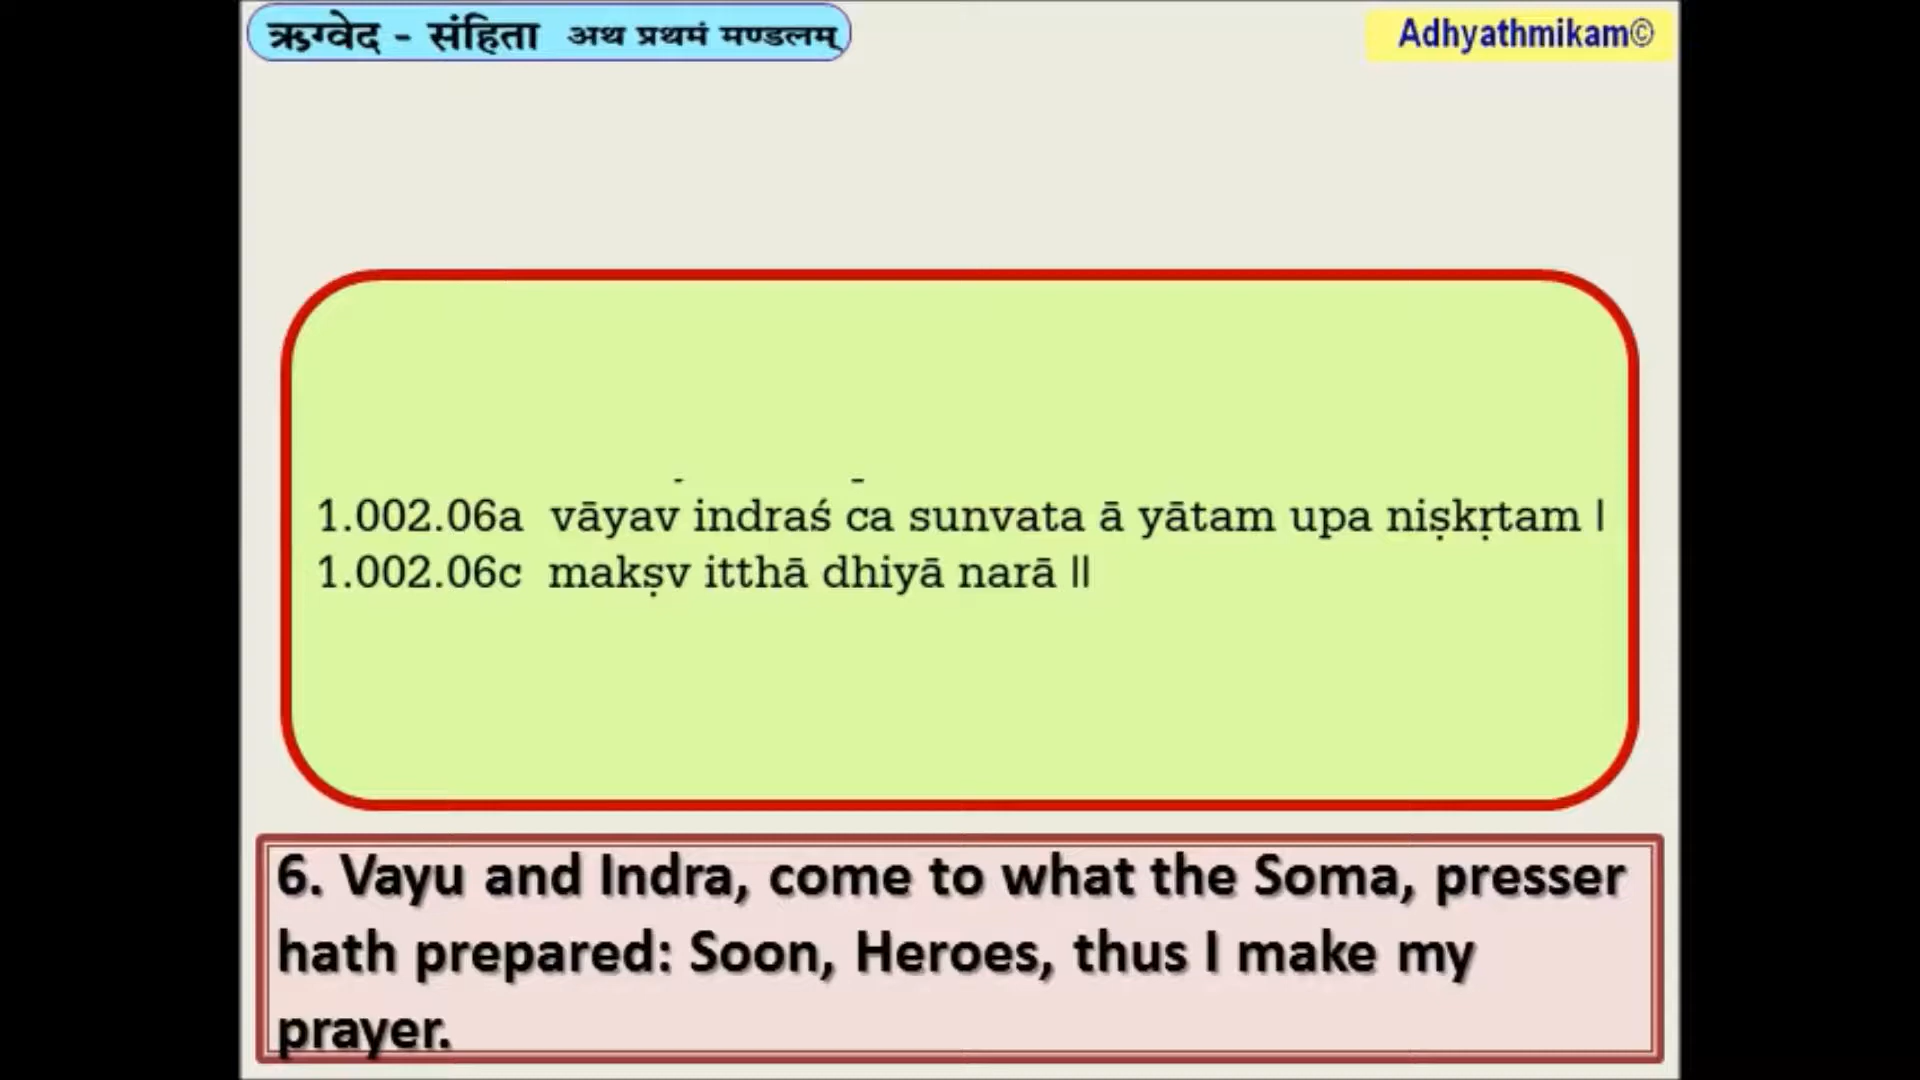 ऋग्वेद - संहिता अथ प्रथमं मण्डलम्
Adhyathmikam©
1.002.06a vāyav indraś ca sunvata ā yātam upa niṣkṛtam |
1.002.06c makṣv itthā dhiyā narā ||
6. Vayu and Indra, come to what the Soma, presser
hath prepared: Soon, Heroes, thus I make my
prayer.